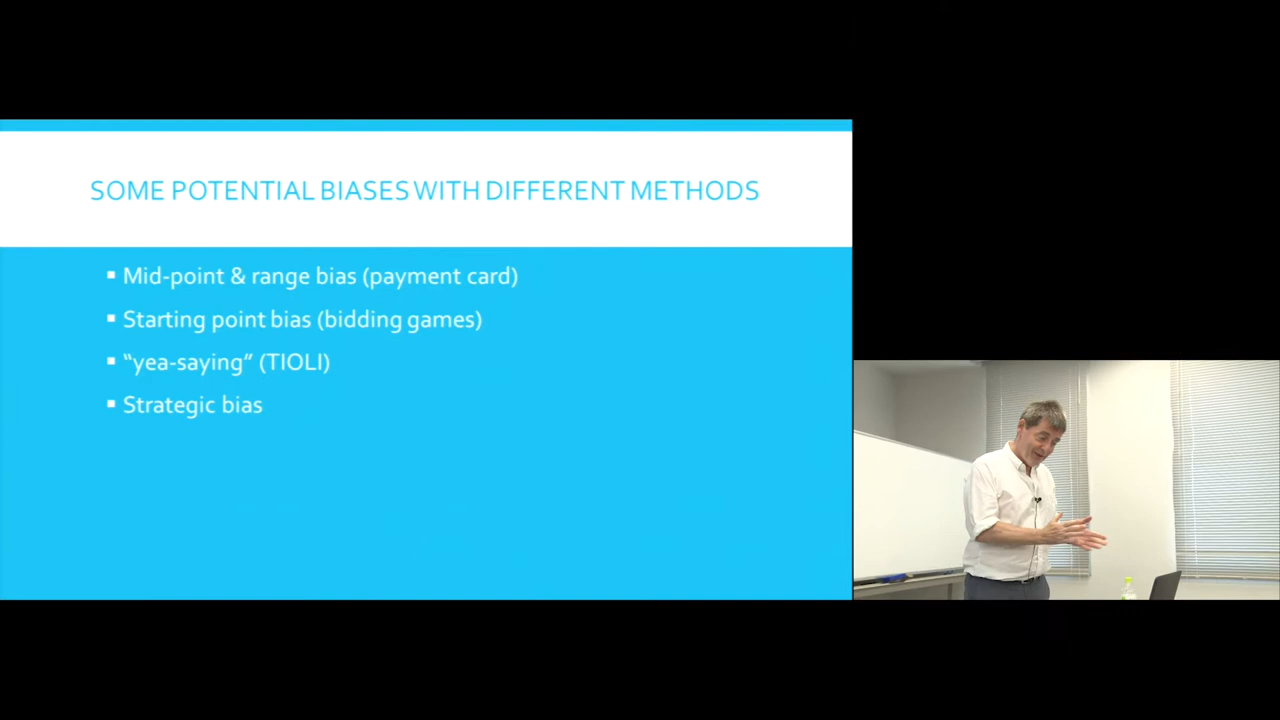 SOME POTENTIAL BIASES WITH DIFFERENT METHODS
▪ Mid-point & range bias (payment card)
▪ Starting point bias (bidding games)
▪ “yea-saying” (TIOLI)
▪ Strategic bias